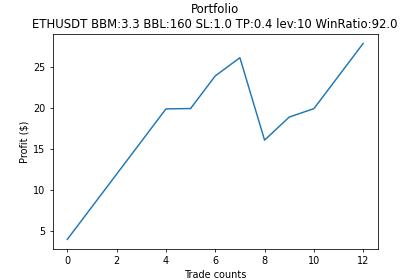 Portfolio
ETHUSDT BBM:3.3 BBL:160 SL:1.0 TP:0.4 lev:10 WinRatio:92.0
Profit ($)
25
20
15
10
5
0 2 4 6 8 10 12
Trade counts